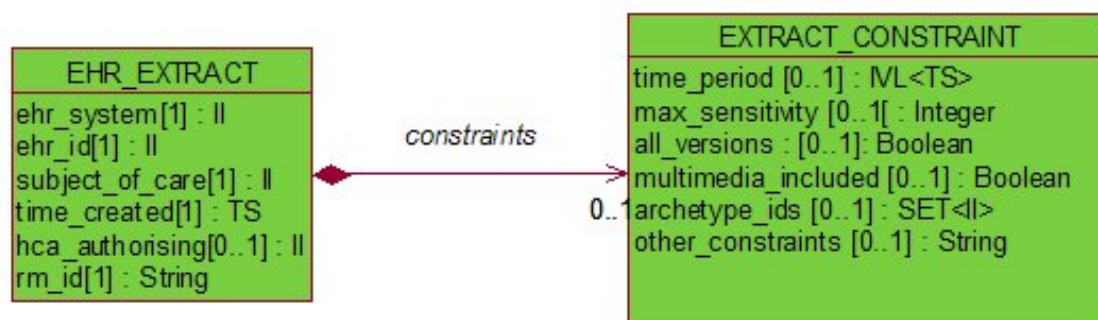 EHR_EXTRACT
ehr_system[1] : II
ehr_id[1] : II
subject_of_care[1] : II
time_created[1] : TS
hca_authorising[0..1] : II
rm_id[1] : String
constraints
0..1
EXTRACT_CONSTRAINT
time_period [0..1] : IVL<TS>
max_sensitivity [0..1[ : Integer
all_versions : [0..1]: Boolean
multimedia_included [0..1] : Boolean
archetype_ids [0..1] : SET<II>
other_constraints [0..1] : String